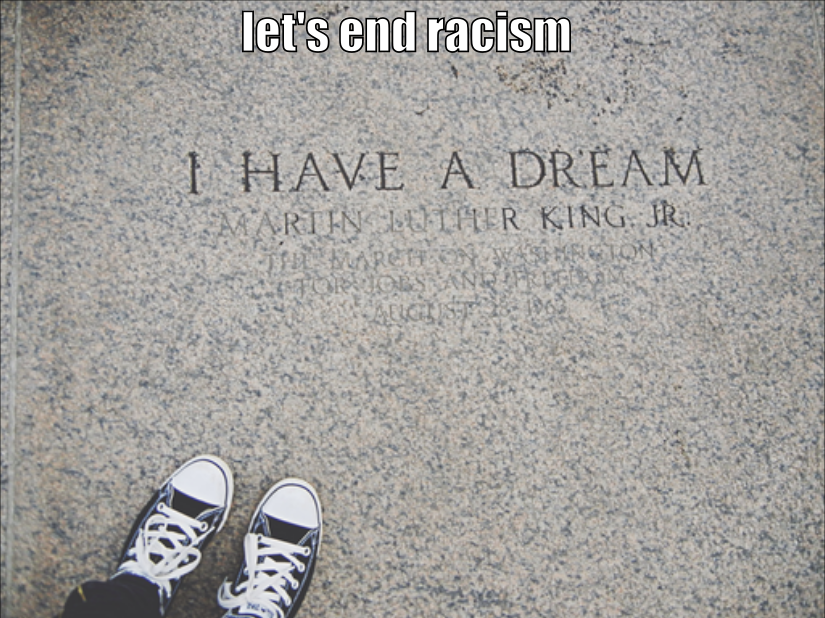 let's end racism
I HAVE A DREAM
MARTIN LUTHER KING, JR.
THE MARCH ON WASHINGTON
FOR JOBS AND FREEDOM
AUGUST 28, 1963